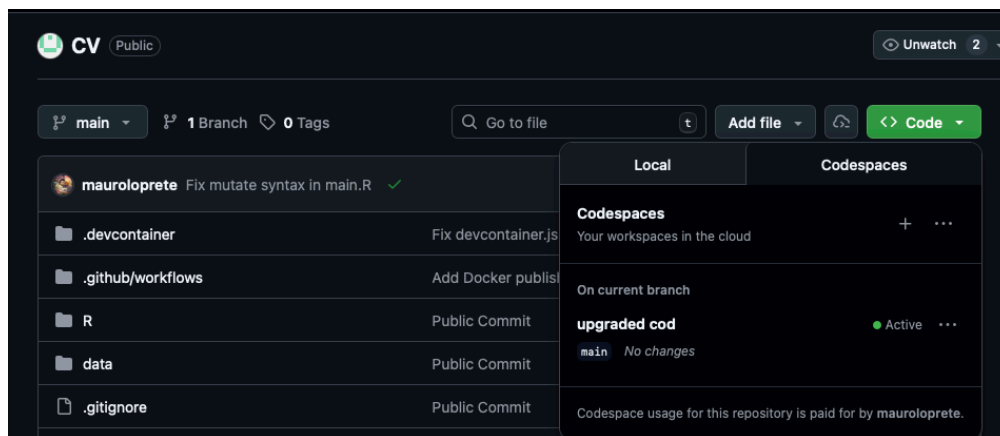 CV Public
Unwatch 2
main 1 Branch 0 Tags
Go to file t
Add file
Code
Local Codespaces
mauroloprete Fix mutate syntax in main.R
.devcontainer Fix devcontainer.js
.github/workflows Add Docker publis
R Public Commit
data Public Commit
.gitignore Public Commit
Codespaces
Your workspaces in the cloud
On current branch
upgraded cod Active
main No changes
Codespace usage for this repository is paid for by mauroloprete.